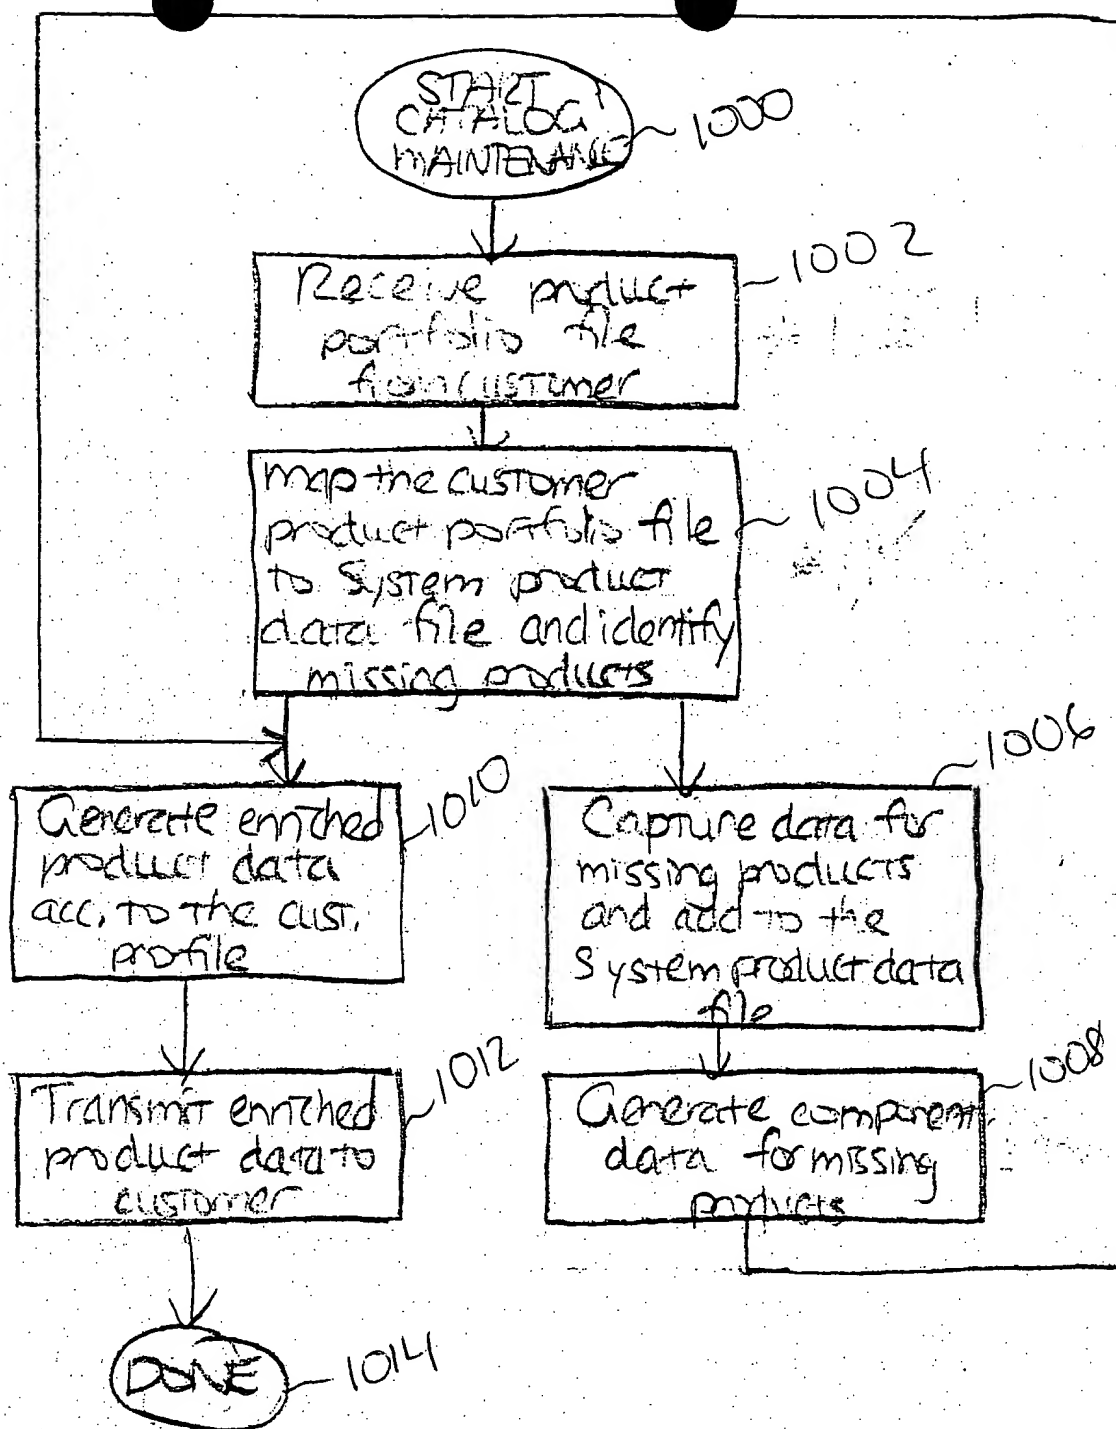 START
CATALOG
MAINTENANCE
1000
Receive product
portfolio file
from customer
1002
map the customer
product portfolio file
to System product
data file and identify
missing products
1004
Generate enriched
product data
acc. to the cust.
profile
1010
Capture data for
missing products
and add to the
System product data
file
1006
Transmit enriched
product data to
customer
1012
Generate component
data for missing
products
1008
DONE
1014